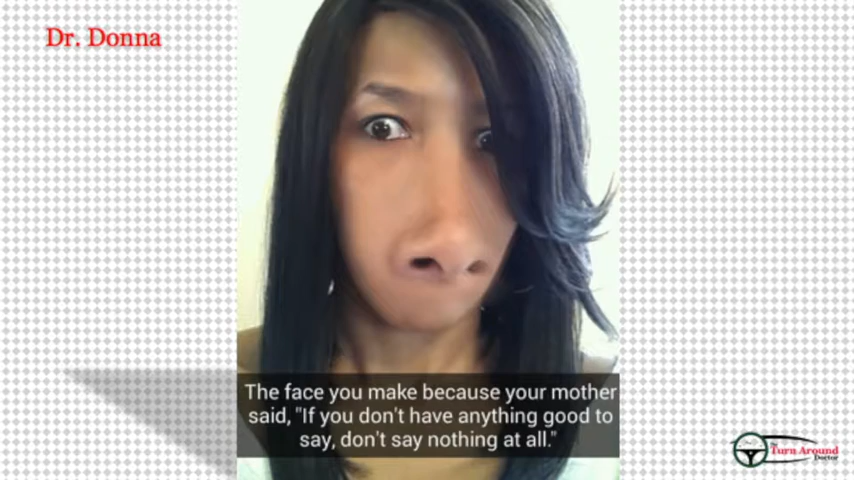 Dr. Donna
The face you make because your mother
said, "If you don't have anything good to
say, don't say nothing at all."
The
Turn Around
Doctor